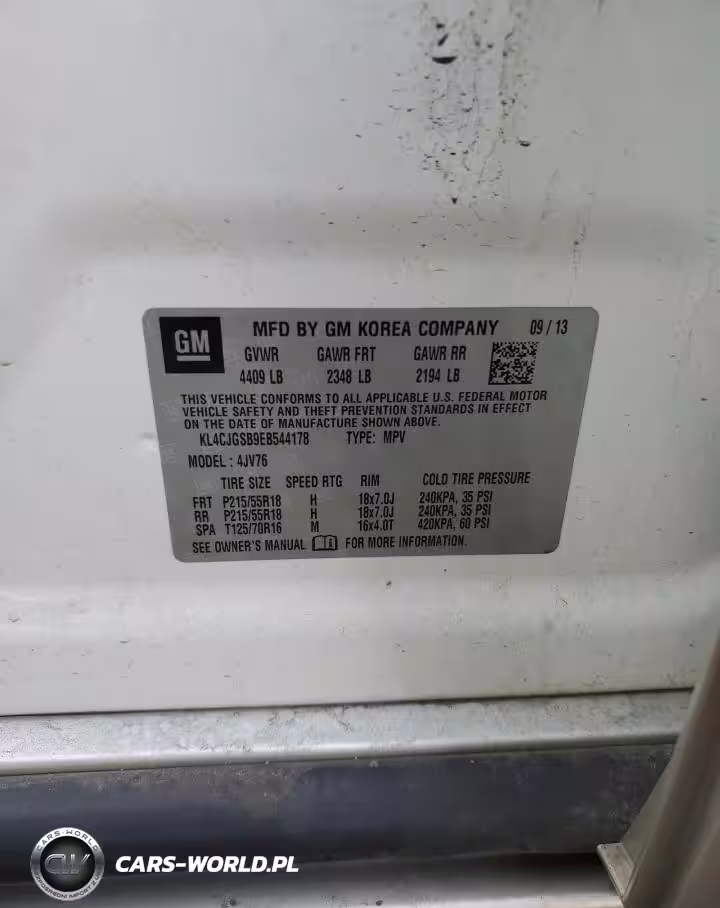 GM
MFD BY GM KOREA COMPANY 09 / 13
GVWR GAWR FRT GAWR RR
4409 LB 2348 LB 2194 LB
THIS VEHICLE CONFORMS TO ALL APPLICABLE U.S. FEDERAL MOTOR
VEHICLE SAFETY AND THEFT PREVENTION STANDARDS IN EFFECT
ON THE DATE OF MANUFACTURE SHOWN ABOVE.
KL4CJGSB9EB544178 TYPE: MPV
MODEL : 4JV76
TIRE SIZE SPEED RTG RIM COLD TIRE PRESSURE
FRT P215/55R18 H 18x7.0J 240KPA, 35 PSI
RR P215/55R18 H 18x7.0J 240KPA, 35 PSI
SPA T125/70R16 M 16x4.0T 420KPA, 60 PSI
SEE OWNER'S MANUAL FOR MORE INFORMATION.
CARS-WORLD.PL
CARS-WORLD
CW